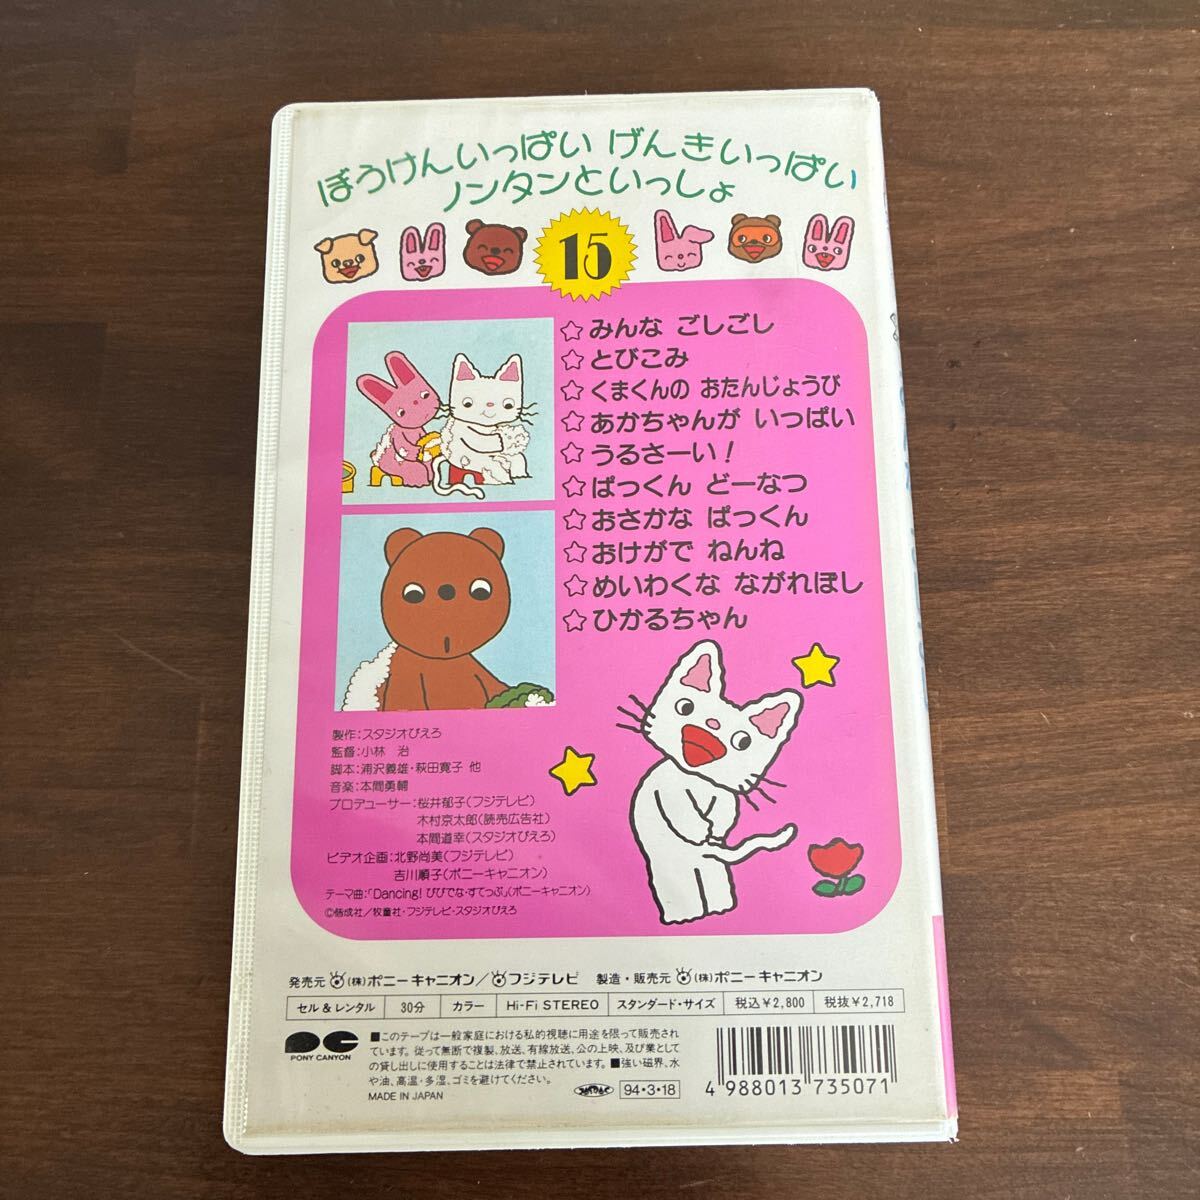 ぼうけんいっぱい げんきいっぱい
ノンタンといっしょ
15
☆みんな ごしごし
☆とびこみ
☆くまくんの おたんじょうび
☆あかちゃんが いっぱい
☆うるさーい!
☆ぱっくん どーなつ
☆おさかな ぱっくん
☆おけがで ねんね
☆めいわくな ながれぼし
☆ひかるちゃん
製作:スタジオぴえろ
監督:小林 治
脚本:浦沢義雄・萩田寛子 他
音楽:本間勇輔
プロデューサー:桜井郁子(フジテレビ)
木村京太郎(読売広告社)
本間道幸(スタジオぴえろ)
ビデオ企画:北野尚美(フジテレビ)
吉川順子(ポニーキャニオン)
テーマ曲:「Dancing! びびでな・すてっぷ」(ポニーキャニオン)
©偕成社/牧童社・フジテレビ・スタジオぴえろ
発売元 (株)ポニーキャニオン/フジテレビ 製造・販売元 (株)ポニーキャニオン
セル&レンタル 30分 カラー Hi-Fi STEREO スタンダード・サイズ 税込¥2,800 税抜¥2,718
PONY CANYON
■このテープは一般家庭における私的視聴に用途を限って販売され
ています。従って無断で複製、放送、有線放送、公の上映、及び業として
の貸し出しに使用することは法律で禁止されています。■強い磁界、水
や油、高温・多湿、ゴミを避けてください。
MADE IN JAPAN
94・3・18
4 988013 735071